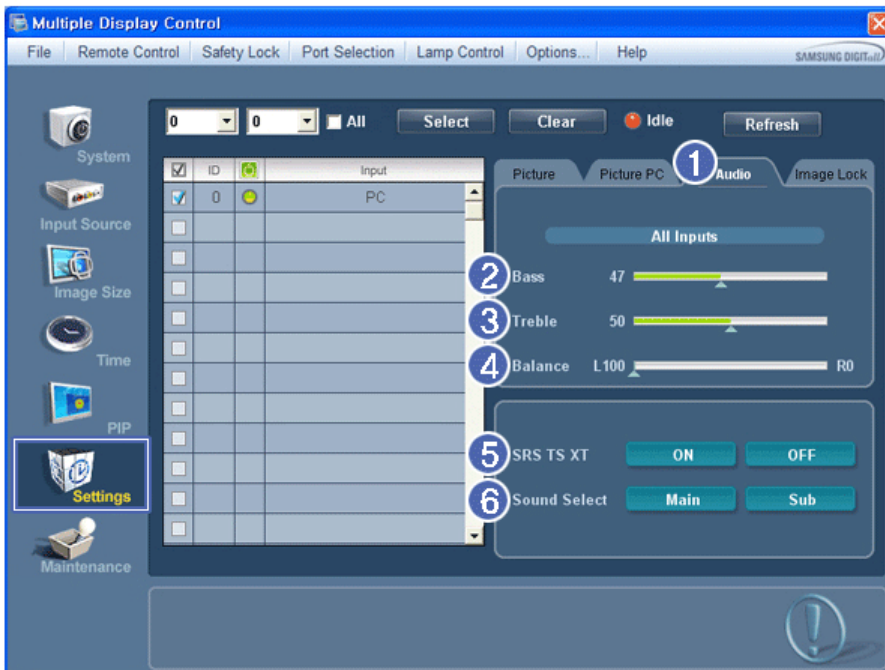 Multiple Display Control
File Remote Control Safety Lock Port Selection Lamp Control Options... Help SAMSUNG DIGITall
0 0 All Select Clear Idle Refresh
System
Input Source
Image Size
Time
PIP
Settings
Maintenance
ID Input
0 PC
Picture Picture PC 1 Audio Image Lock
All Inputs
2 Bass 47
3 Treble 50
4 Balance L100 R0
5 SRS TS XT ON OFF
6 Sound Select Main Sub